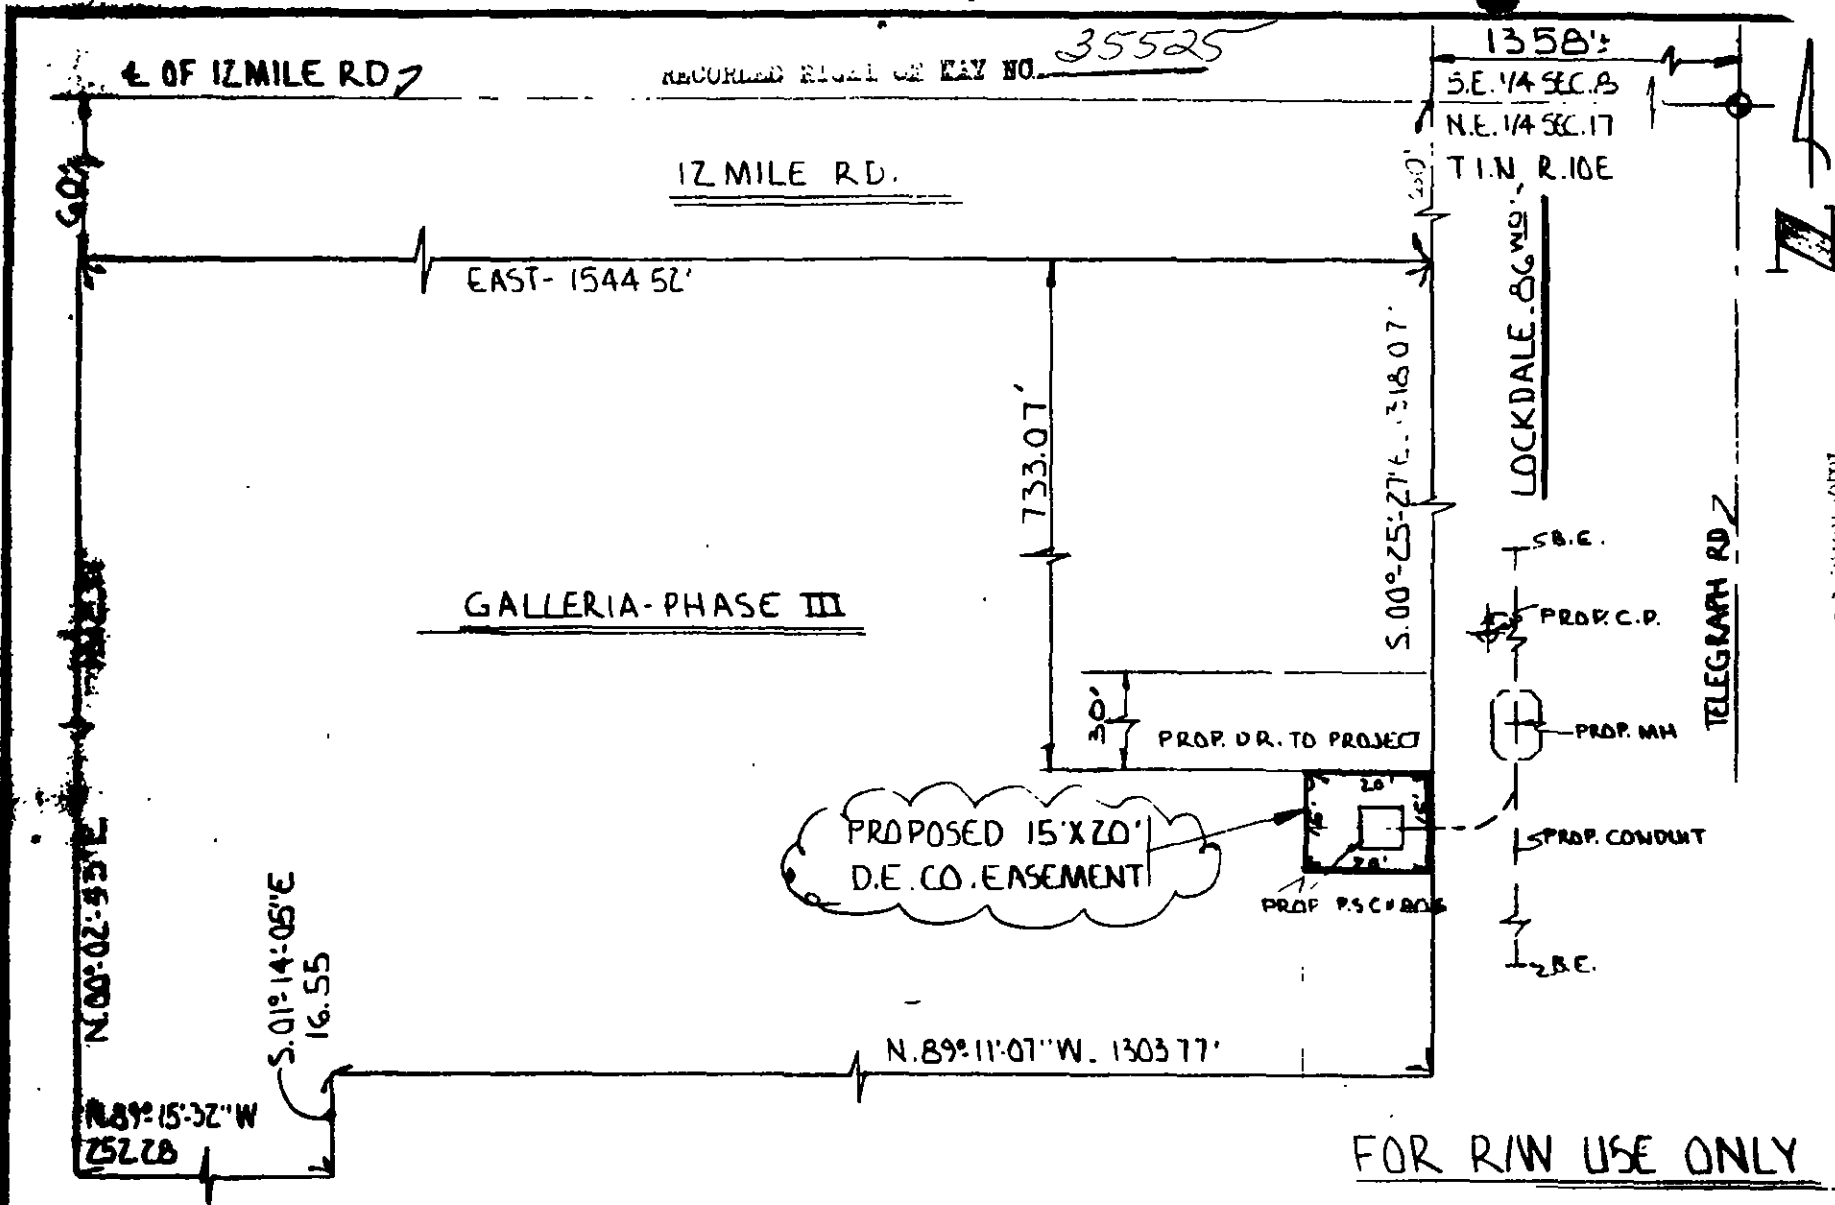 ℄ OF 12 MILE RD
RECORDED RIGHT OF WAY NO. 35525
1358'±
S.E. 1/4 SEC. 8
N.E. 1/4 SEC. 17
T 1.N. R.10E
60'
12 MILE RD.
60'
EAST- 1544 52'
733.07'
S.00°-25'-27"E. 318 07'
LOCKDALE-86' WD.
TELEGRAPH RD
N
GALLERIA-PHASE III
S B.E.
PROP. C.P.
PROP. MH
PROP. CONDUIT
B.E.
30'
PROP. DR. TO PROJECT
20'
15'
15'
20'
PROPOSED 15'X20'
D.E.CO. EASEMENT
PROP
N.00°-02'-43"E
S.01°-14'-05"E
16.55
N.89°11'-07"W. 1303 77'
N.89°-15'-32"W
252.28
FOR R/W USE ONLY